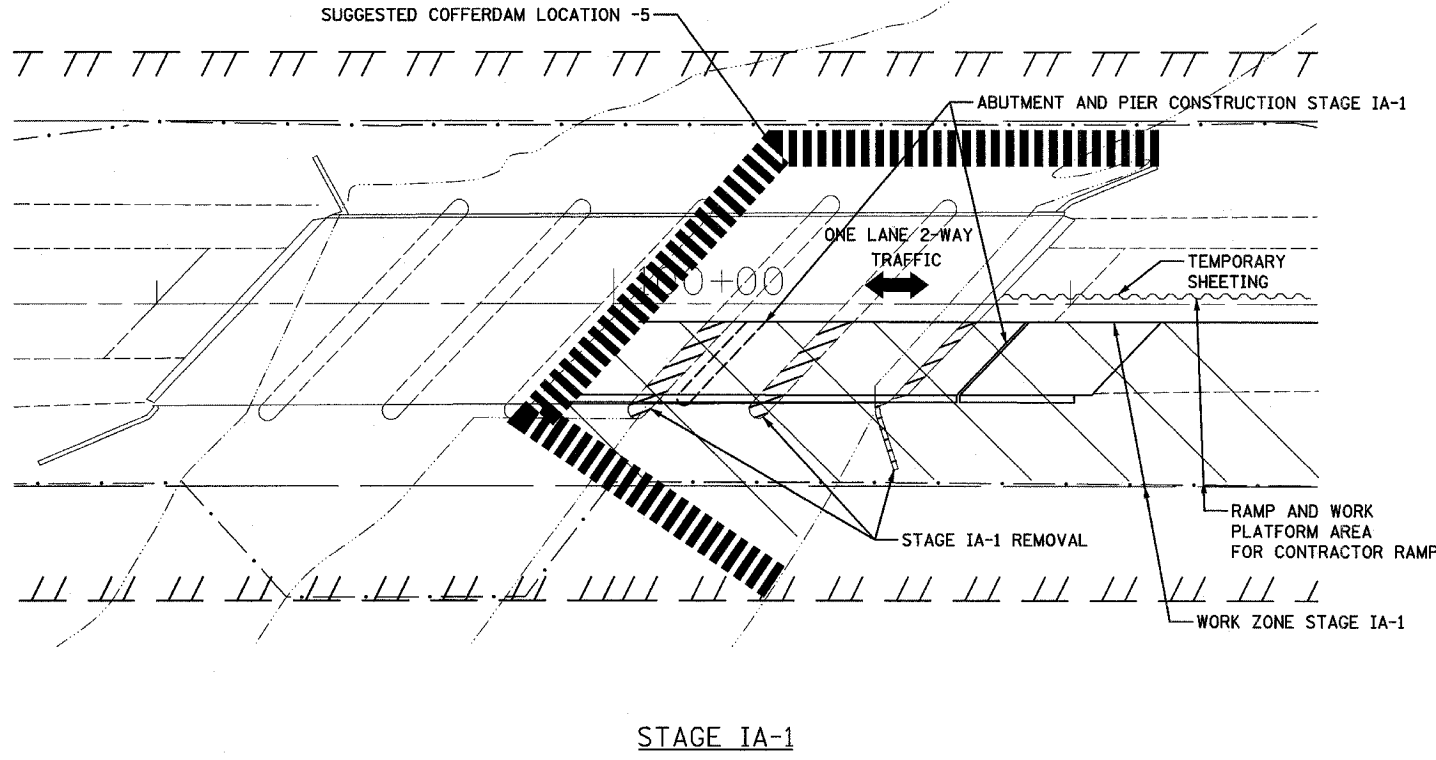 SUGGESTED COFFERDAM LOCATION -5
ABUTMENT AND PIER CONSTRUCTION STAGE IA-1
ONE LANE 2-WAY
TRAFFIC
TEMPORARY
SHEETING
STAGE IA-1 REMOVAL
RAMP AND WORK
PLATFORM AREA
FOR CONTRACTOR RAMP
WORK ZONE STAGE IA-1
STAGE IA-1